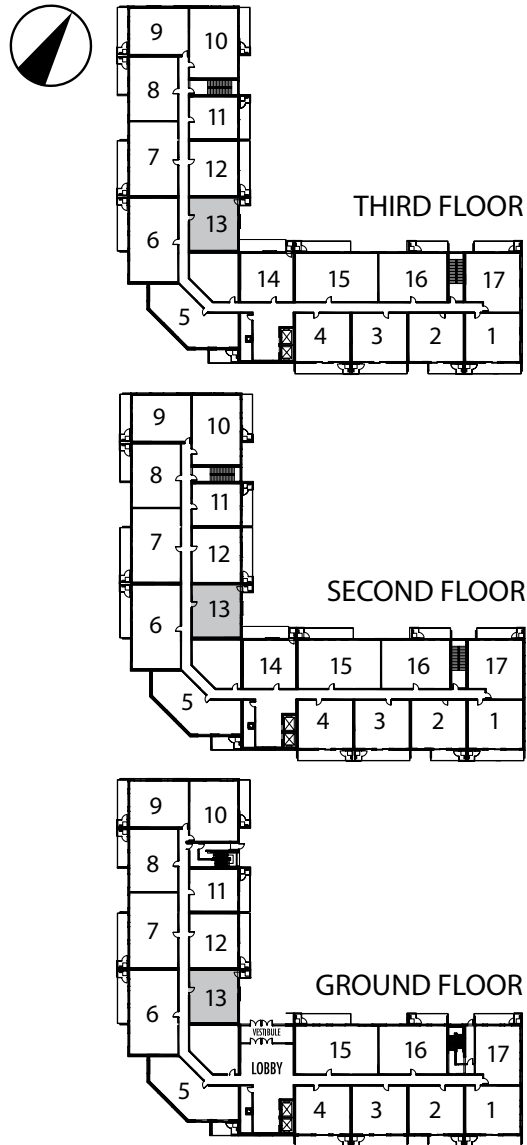 9 10
8
11
7 12
13
THIRD FLOOR
6
14 15 16 17
5
4 3 2 1
9 10
8
11
7 12
13
SECOND FLOOR
6
14 15 16 17
5
4 3 2 1
9 10
8
11
7 12
13
GROUND FLOOR
6
VESTIBULE
15 16 17
LOBBY
5
4 3 2 1